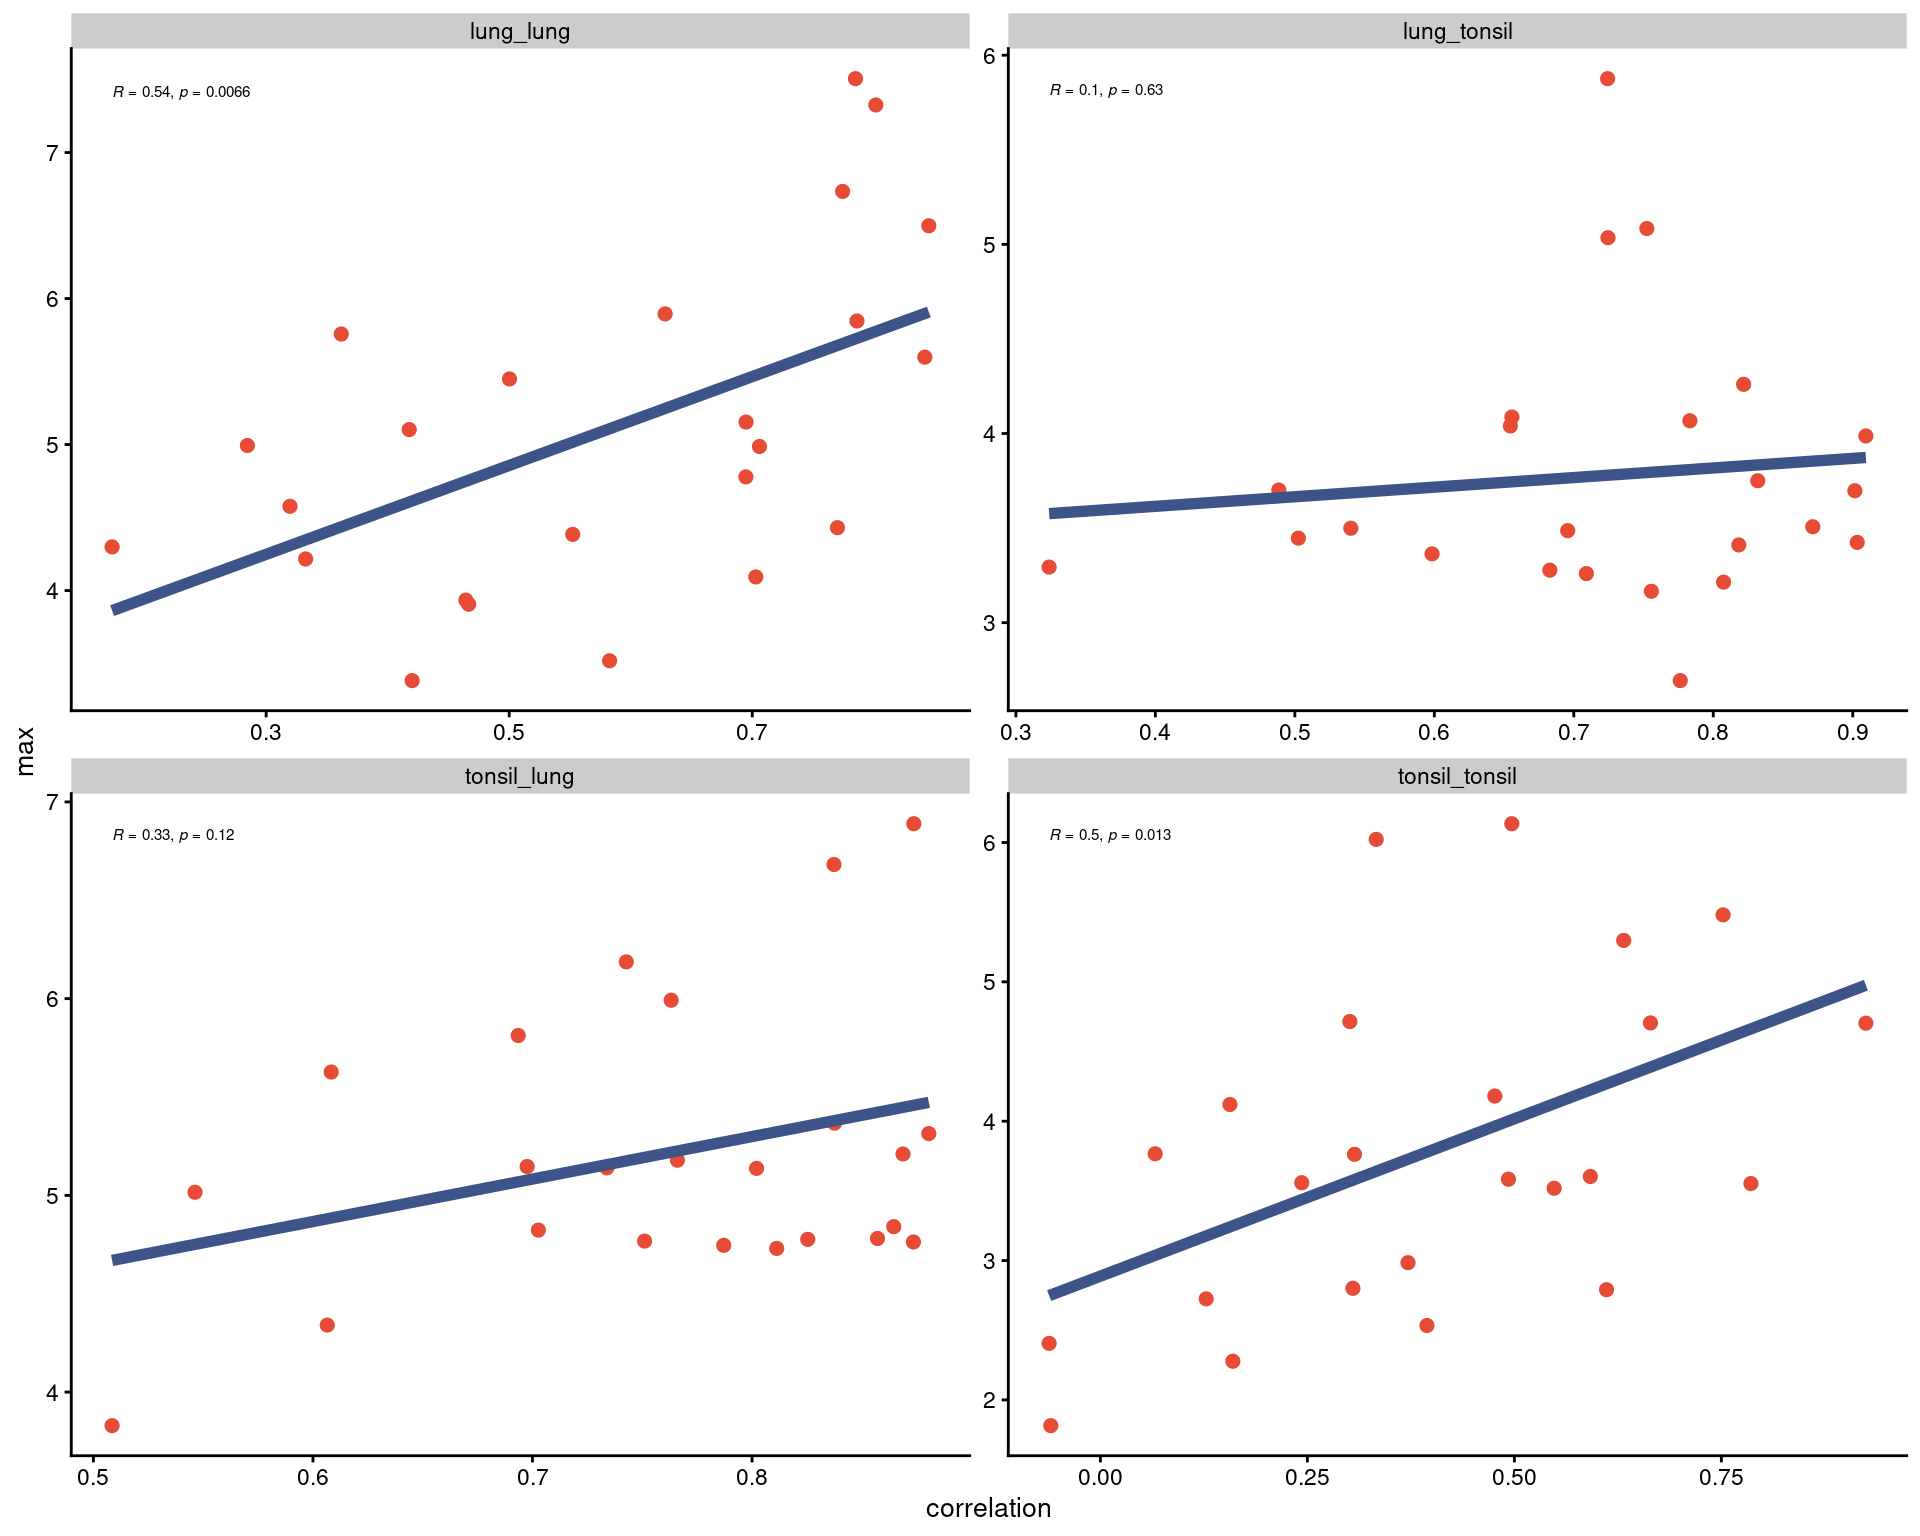 lung_lung
R = 0.54, p = 0.0066
7
6
5
4
0.3 0.5 0.7
lung_tonsil
R = 0.1, p = 0.63
6
5
4
3
0.3 0.4 0.5 0.6 0.7 0.8 0.9
max
tonsil_lung
R = 0.33, p = 0.12
7
6
5
4
0.5 0.6 0.7 0.8
tonsil_tonsil
R = 0.5, p = 0.013
6
5
4
3
2
0.00 0.25 0.50 0.75
correlation